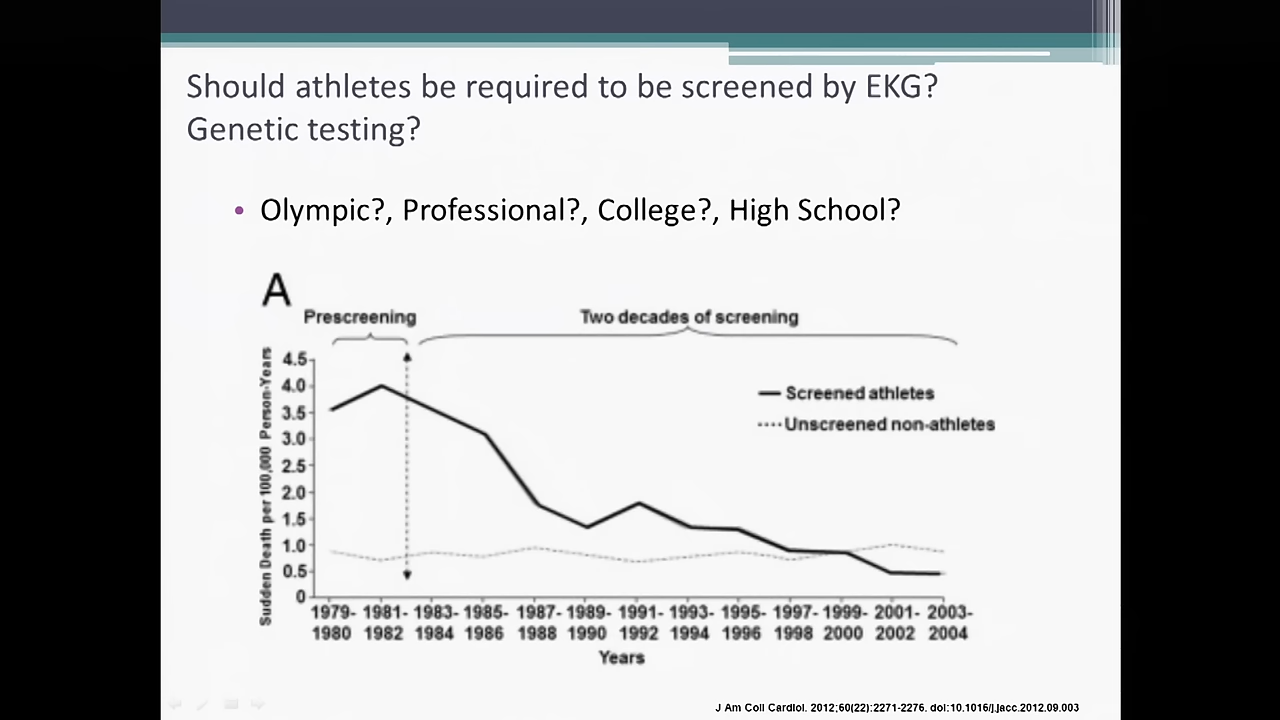 Should athletes be required to be screened by EKG?
Genetic testing?
• Olympic?, Professional?, College?, High School?
A
Prescreening
Two decades of screening
Sudden Death per 100,000 Person-Years
4.5
4.0
3.5
3.0
2.5
2.0
1.5
1.0
0.5
0
Screened athletes
Unscreened non-athletes
1979- 1981- 1983- 1985- 1987- 1989- 1991- 1993- 1995- 1997- 1999- 2001- 2003-
1980 1982 1984 1986 1988 1990 1992 1994 1996 1998 2000 2002 2004
Years
J Am Coll Cardiol. 2012;60(22):2271-2276. doi:10.1016/j.jacc.2012.09.003